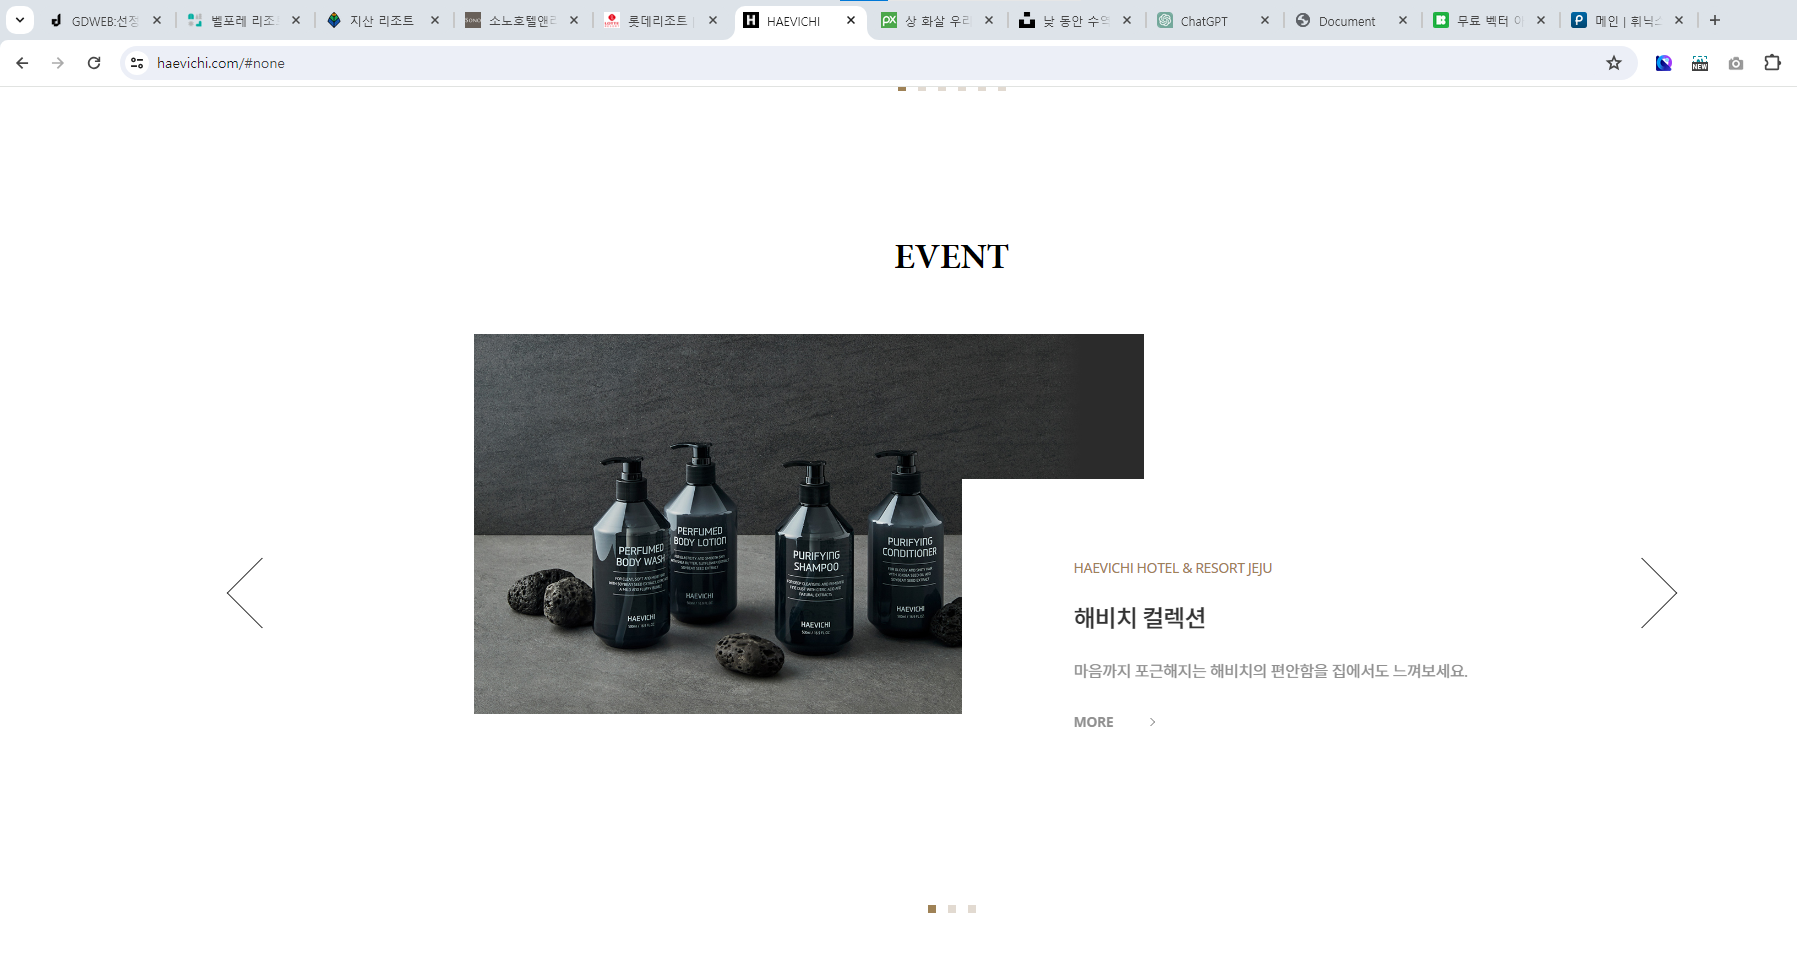 GDWEB:선정
벨포레 리조
지산 리조트
소노호텔앤리
롯데리조트
HAEVICHI
상 화살 우리
낮 동안 수역
ChatGPT
Document
무료 벡터 이
메인 | 휘닉스
haevichi.com/#none
NEW
EVENT
PERFUMED
BODY WASH
HAEVICHI
PERFUMED
BODY LOTION
HAEVICHI
PURIFYING
SHAMPOO
HAEVICHI
PURIFYING
CONDITIONER
HAEVICHI
HAEVICHI HOTEL & RESORT JEJU
해비치 컬렉션
마음까지 포근해지는 해비치의 편안함을 집에서도 느껴보세요.
MORE